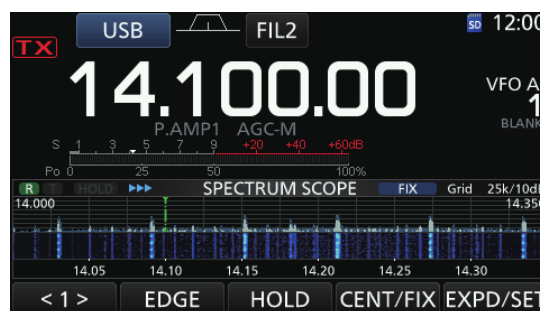 USB FIL2 SD 12:00
TX
14.100.00
VFO A
1
P.AMP1 AGC-M BLANK
S 1 3 5 7 9 +20 +40 +60dB
Po 0 25 50 100%
R T HOLD SPECTRUM SCOPE FIX Grid 25k/10dB
14.000 14.350
14.05 14.10 14.15 14.20 14.25 14.30
< 1 > EDGE HOLD CENT/FIX EXPD/SET